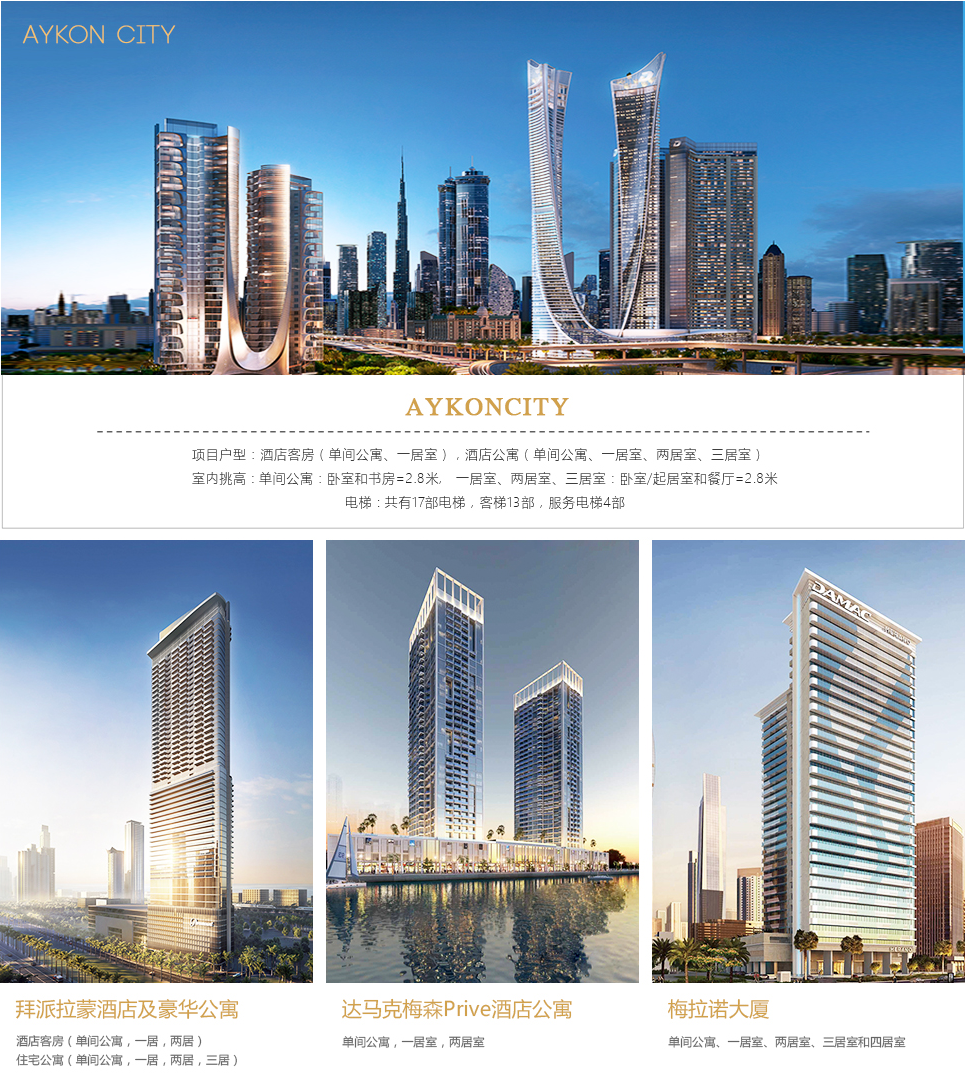 AYKON CITY
AYKONCITY
项目户型：酒店客房（单间公寓、一居室），酒店公寓（单间公寓、一居室、两居室、三居室）
室内挑高：单间公寓：卧室和书房=2.8米， 一居室、两居室、三居室：卧室/起居室和餐厅=2.8米
电梯：共有17部电梯，客梯13部，服务电梯4部
DAMAC
拜派拉蒙酒店及豪华公寓
酒店客房（单间公寓，一居，两居）
住宅公寓（单间公寓，一居，两居，三居）
达马克梅森Prive酒店公寓
单间公寓，一居室，两居室
梅拉诺大厦
单间公寓、一居室、两居室、三居室和四居室